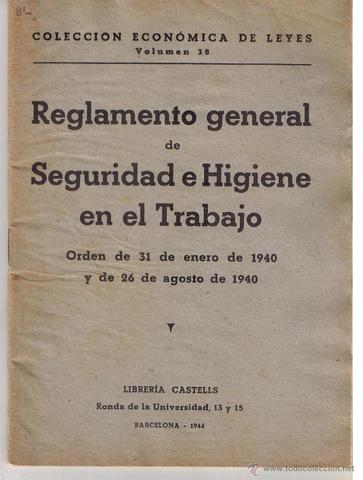 8'-
COLECCION ECONÓMICA DE LEYES
Volumen 38
Reglamento general
de
Seguridad e Higiene
en el Trabajo
Orden de 31 de enero de 1940
y de 26 de agosto de 1940
LIBRERÍA CASTELLS
Ronda de la Universidad, 13 y 15
BARCELONA - 1944
© todocoleccion.net